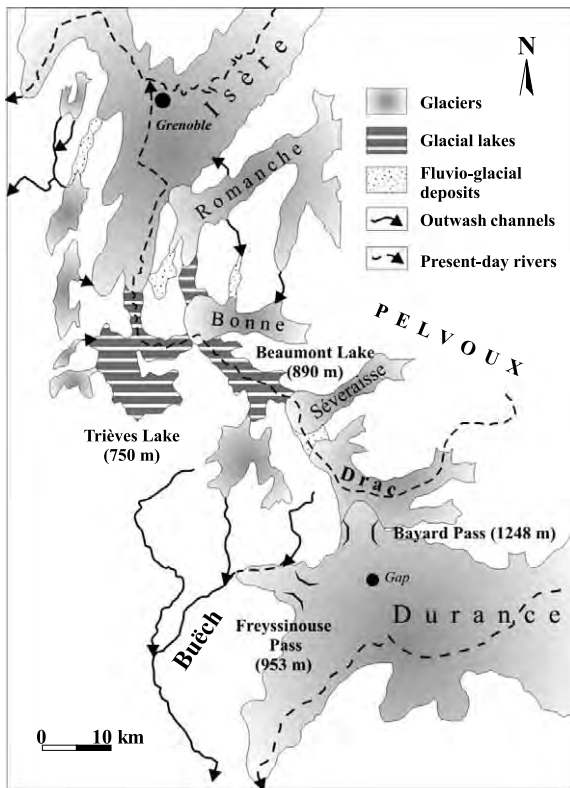 N
Isère
Grenoble
Glaciers
Glacial lakes
Fluvio-glacial
deposits
Outwash channels
Present-day rivers
Romanche
Bonne
PELVOUX
Beaumont Lake
(890 m)
Séveraisse
Trièves Lake
(750 m)
Drac
Bayard Pass (1248 m)
Gap
Durance
Buëch
Freyssinouse
Pass
(953 m)
0 10 km